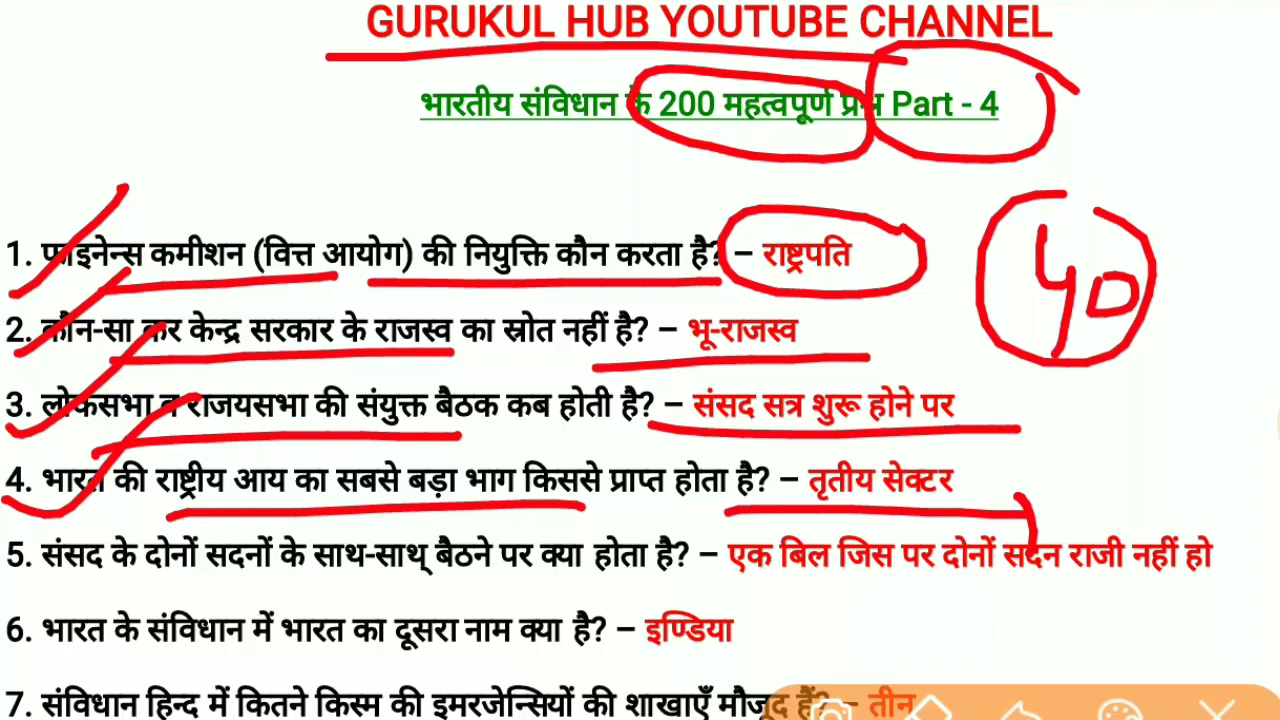 GURUKUL HUB YOUTUBE CHANNEL
भारतीय संविधान के 200 महत्वपूर्ण प्रश्न Part - 4
1. फाइनेन्स कमीशन (वित्त आयोग) की नियुक्ति कौन करता है? – राष्ट्रपति
2. कौन-सा कर केन्द्र सरकार के राजस्व का स्रोत नहीं है? – भू-राजस्व
3. लोकसभा व राजयसभा की संयुक्त बैठक कब होती है? – संसद सत्र शुरू होने पर
4. भारत की राष्ट्रीय आय का सबसे बड़ा भाग किससे प्राप्त होता है? – तृतीय सेक्टर
5. संसद के दोनों सदनों के साथ-साथ् बैठने पर क्या होता है? – एक बिल जिस पर दोनों सदन राजी नहीं हो
6. भारत के संविधान में भारत का दूसरा नाम क्या है? – इण्डिया
7. संविधान हिन्द में कितने किस्म की इमरजेन्सियों की शाखाएँ मौजूद हैं? – तीन